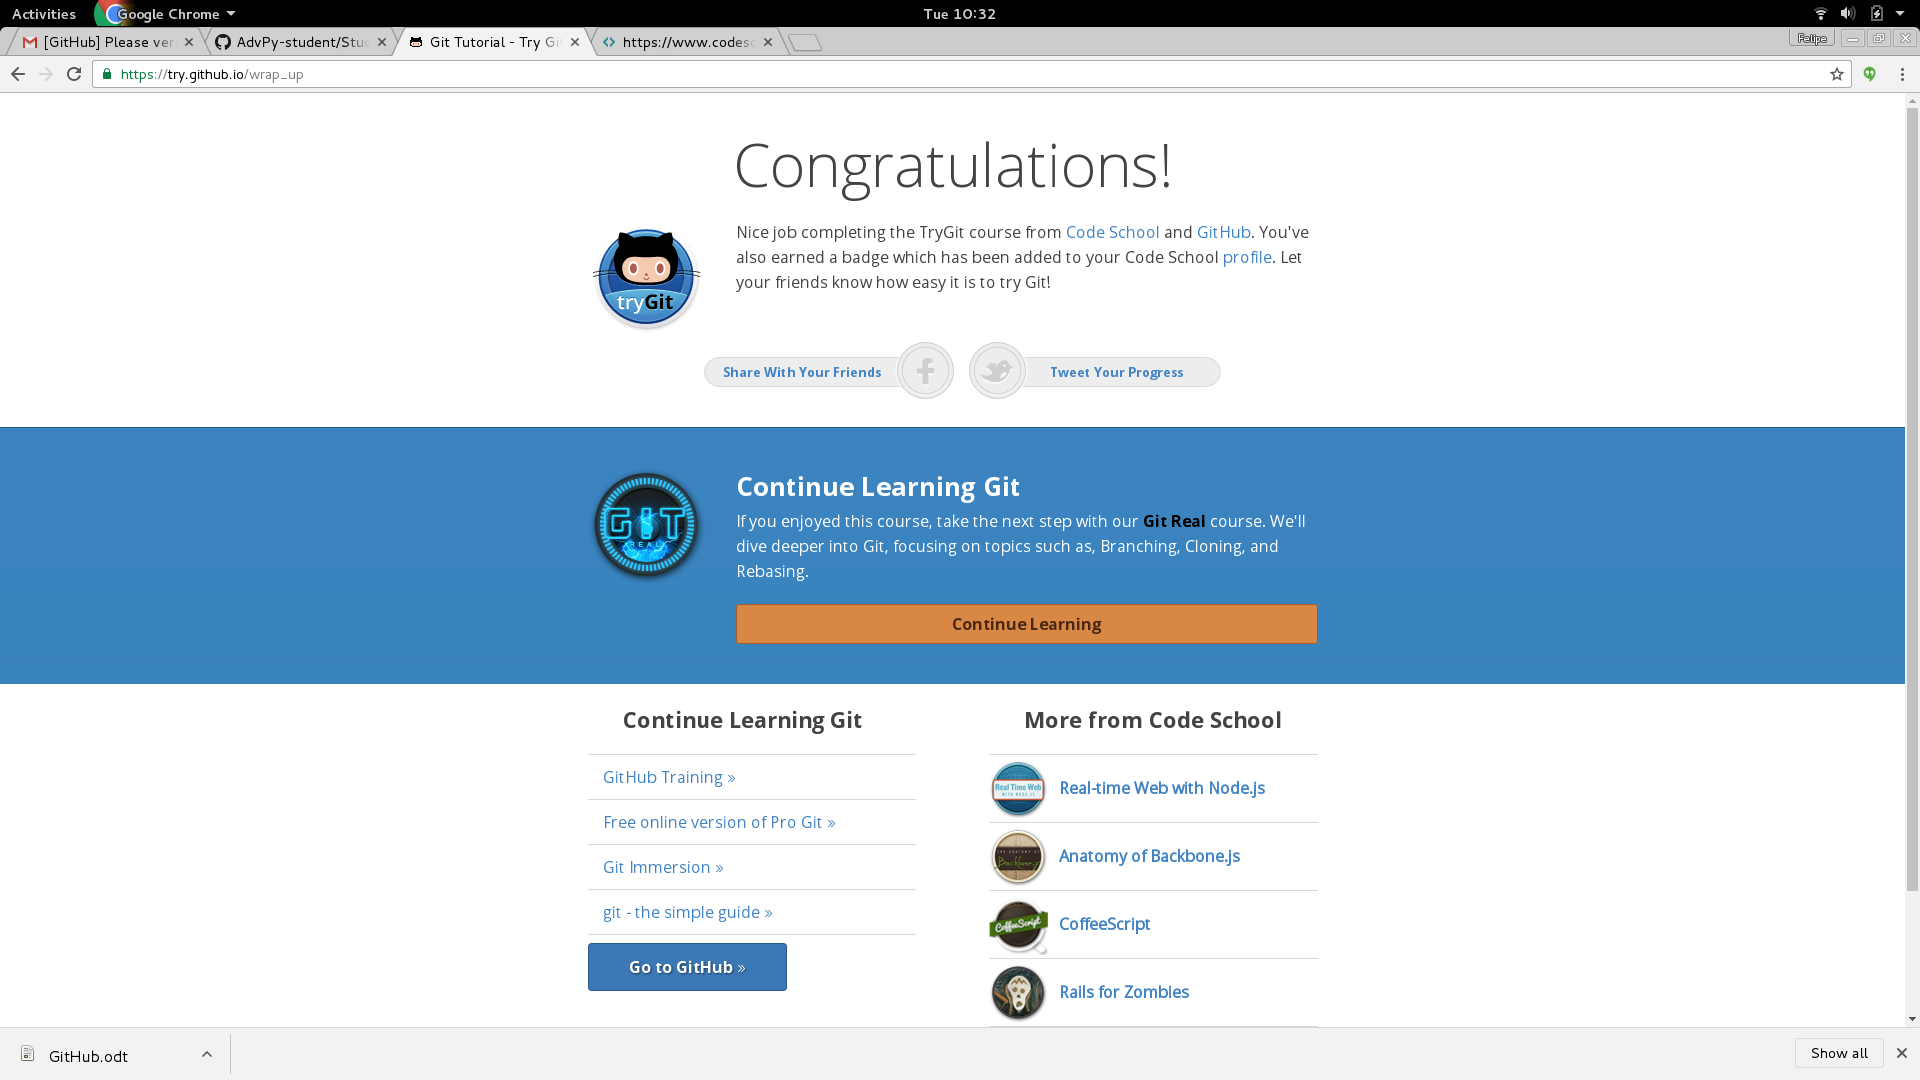 Activities
Google Chrome
Tue 10:32
[GitHub] Please ver
AdvPy-student/Stu
Git Tutorial - Try Gi
https://www.codesc
Felipe
https://try.github.io/wrap_up
Congratulations!
Nice job completing the TryGit course from Code School and GitHub. You've
also earned a badge which has been added to your Code School profile. Let
your friends know how easy it is to try Git!
tryGit
Share With Your Friends
Tweet Your Progress
GIT
REAL
Continue Learning Git
If you enjoyed this course, take the next step with our Git Real course. We'll
dive deeper into Git, focusing on topics such as, Branching, Cloning, and
Rebasing.
Continue Learning
Continue Learning Git
GitHub Training »
Free online version of Pro Git »
Git Immersion »
git - the simple guide »
Go to GitHub »
More from Code School
Real Time Web
WITH NODE.JS
Real-time Web with Node.js
THE ANATOMY OF
Backbone.js
Anatomy of Backbone.js
CoffeeScript
CoffeeScript
Rails for Zombies
GitHub.odt
Show all